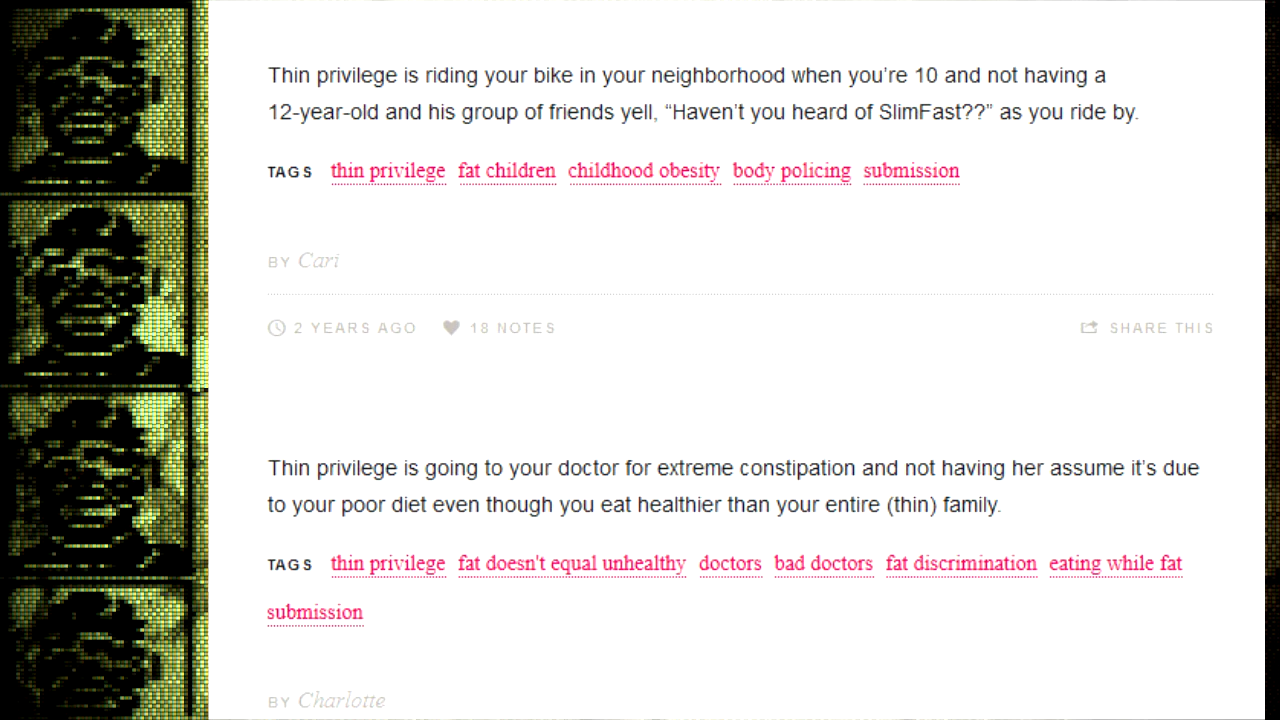 Thin privilege is riding your bike in your neighborhood when you're 10 and not having a
12-year-old and his group of friends yell, “Haven't you heard of SlimFast??” as you ride by.
TAGS thin privilege fat children childhood obesity body policing submission
BY Cari
2 YEARS AGO 18 NOTES SHARE THIS
Thin privilege is going to your doctor for extreme constipation and not having her assume it's due
to your poor diet even though you eat healthier than your entire (thin) family.
TAGS thin privilege fat doesn't equal unhealthy doctors bad doctors fat discrimination eating while fat
submission
BY Charlotte